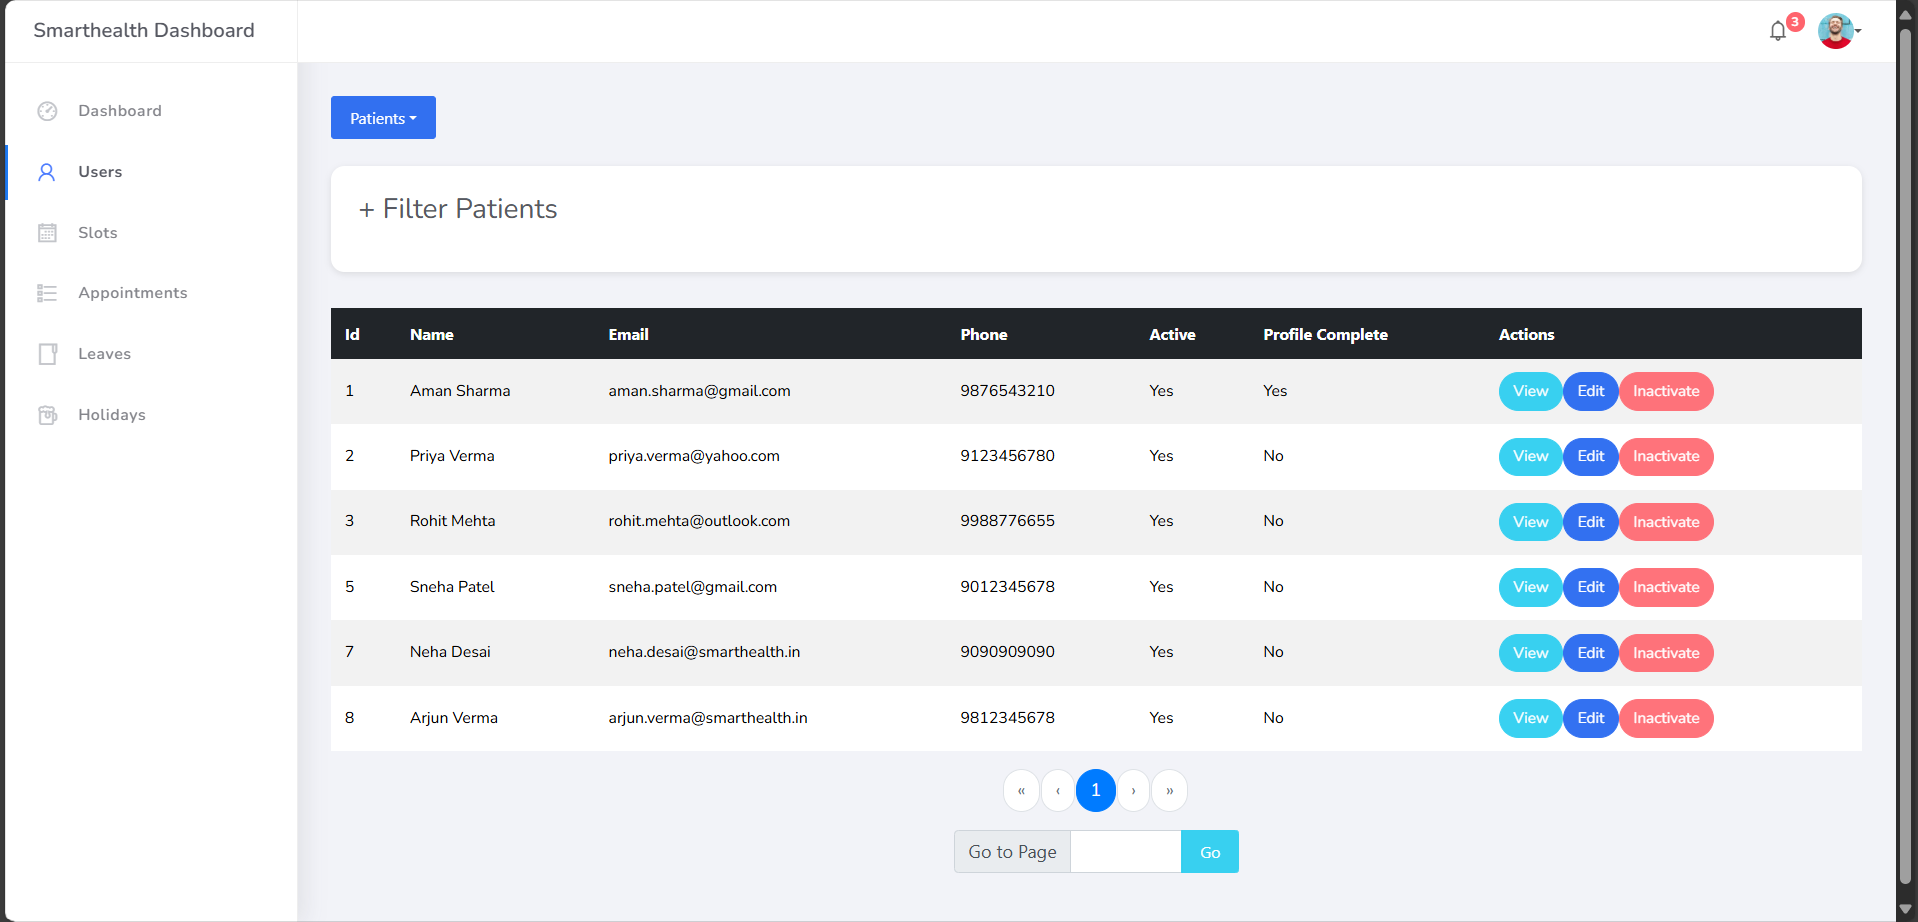 Smarthealth Dashboard
3
Dashboard
Users
Slots
Appointments
Leaves
Holidays
Patients
+ Filter Patients
Id Name Email Phone Active Profile Complete Actions
1 Aman Sharma aman.sharma@gmail.com 9876543210 Yes Yes View Edit Inactivate
2 Priya Verma priya.verma@yahoo.com 9123456780 Yes No View Edit Inactivate
3 Rohit Mehta rohit.mehta@outlook.com 9988776655 Yes No View Edit Inactivate
5 Sneha Patel sneha.patel@gmail.com 9012345678 Yes No View Edit Inactivate
7 Neha Desai neha.desai@smarthealth.in 9090909090 Yes No View Edit Inactivate
8 Arjun Verma arjun.verma@smarthealth.in 9812345678 Yes No View Edit Inactivate
« ‹ 1 › »
Go to Page Go